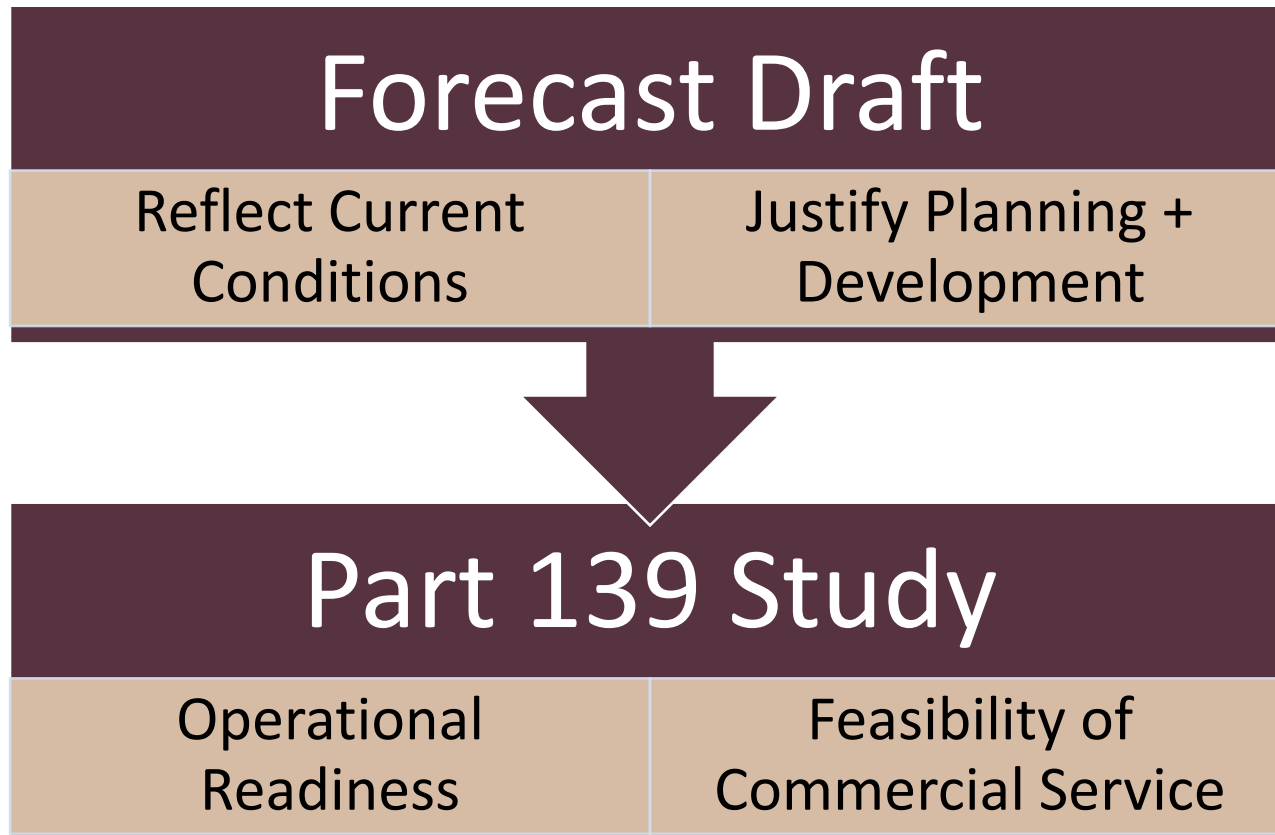 Forecast Draft
Reflect Current
Conditions
Justify Planning +
Development
Part 139 Study
Operational
Readiness
Feasibility of
Commercial Service